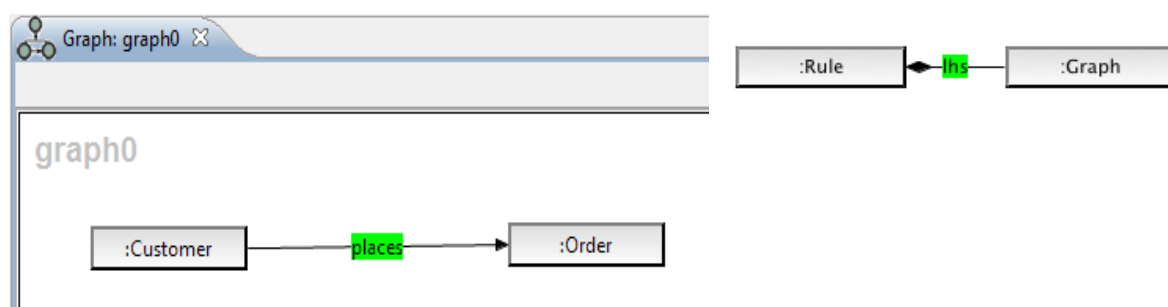 Graph: graph0
graph0
:Customer
places
:Order
:Rule
lhs
:Graph